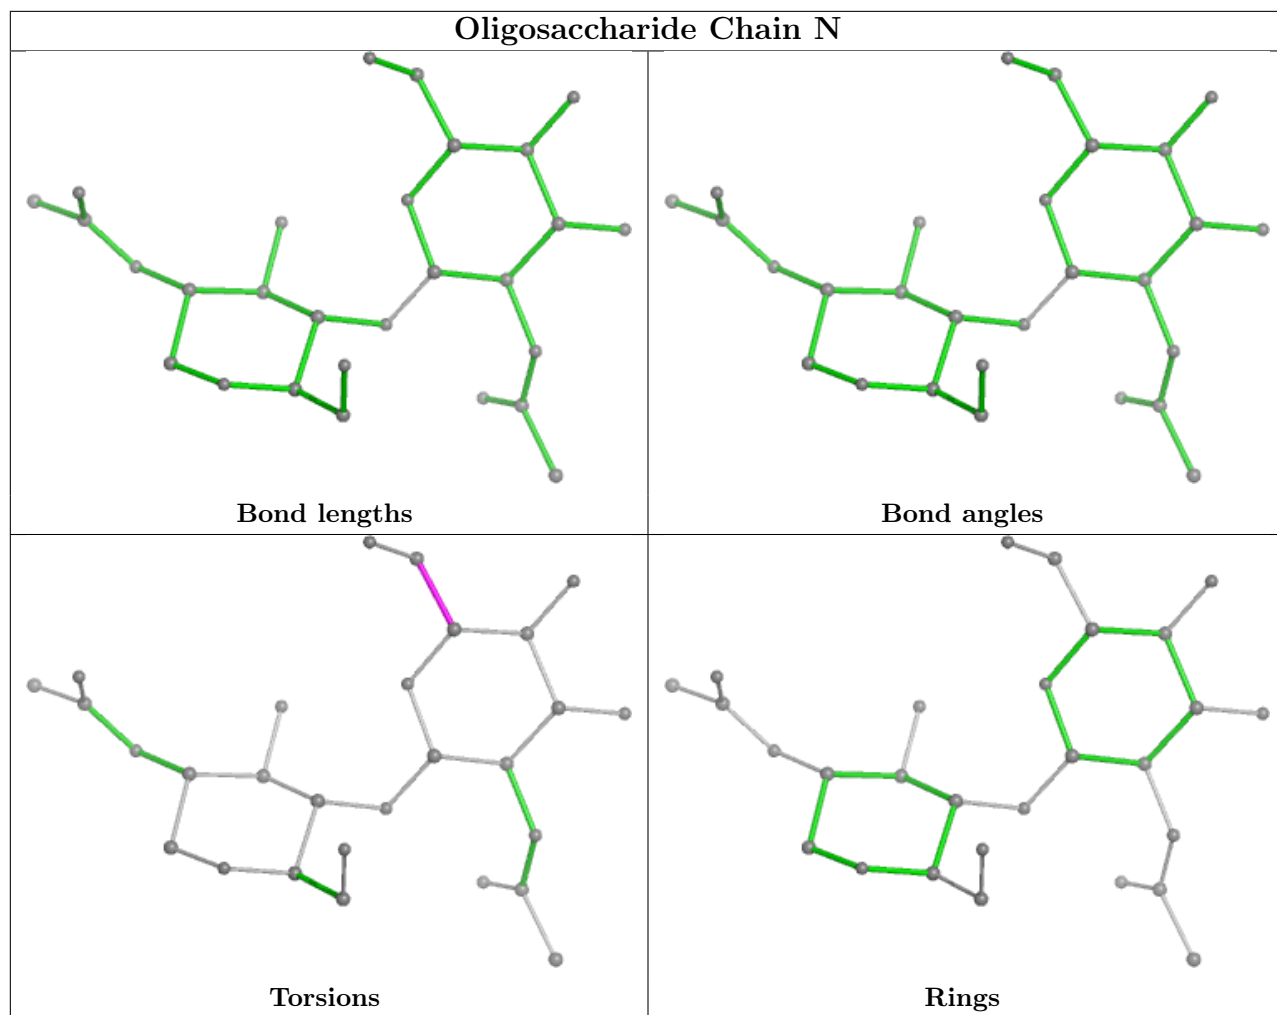 Oligosaccharide Chain N
Bond lengths
Bond angles
Torsions
Rings